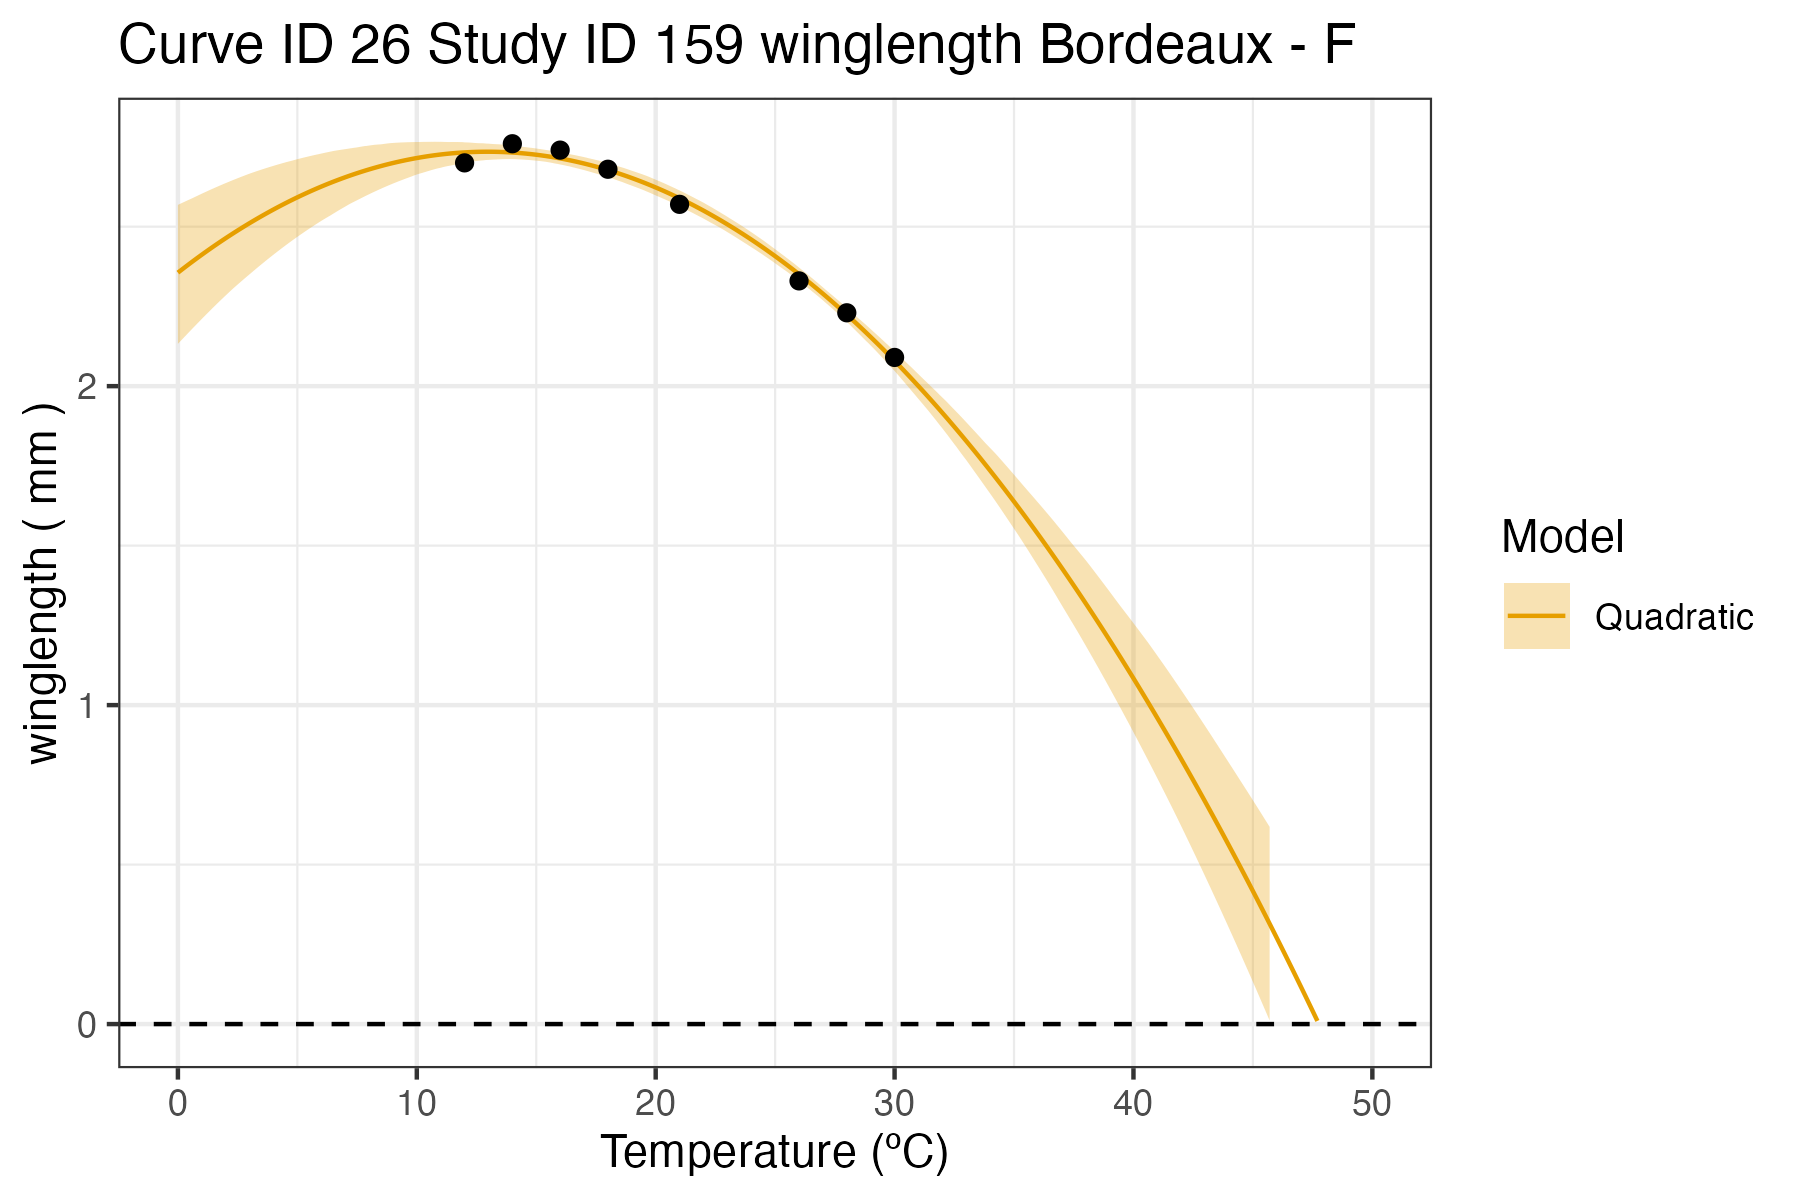 Curve ID 26 Study ID 159 winglength Bordeaux - F
winglength ( mm )
2
1
0
0 10 20 30 40 50
Temperature (ºC)
Model
Quadratic